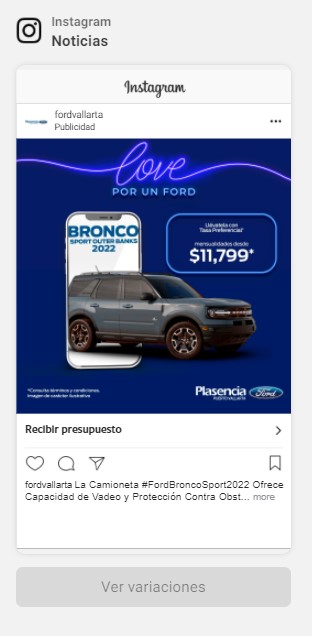 Instagram
Noticias
Instagram
fordvallarta
Publicidad
love
POR UN FORD
BRONCO
SPORT OUTER BANKS
2022
Llévatela con
Tasa Preferencial*
mensualidades desde
$11,799*
*Consulta términos y condiciones.
Imagen de carácter ilustrativo
Plasencia
PUERTO VALLARTA
Ford
Recibir presupuesto
fordvallarta La Camioneta #FordBroncoSport2022 Ofrece
Capacidad de Vadeo y Protección Contra Obst... more
Ver variaciones